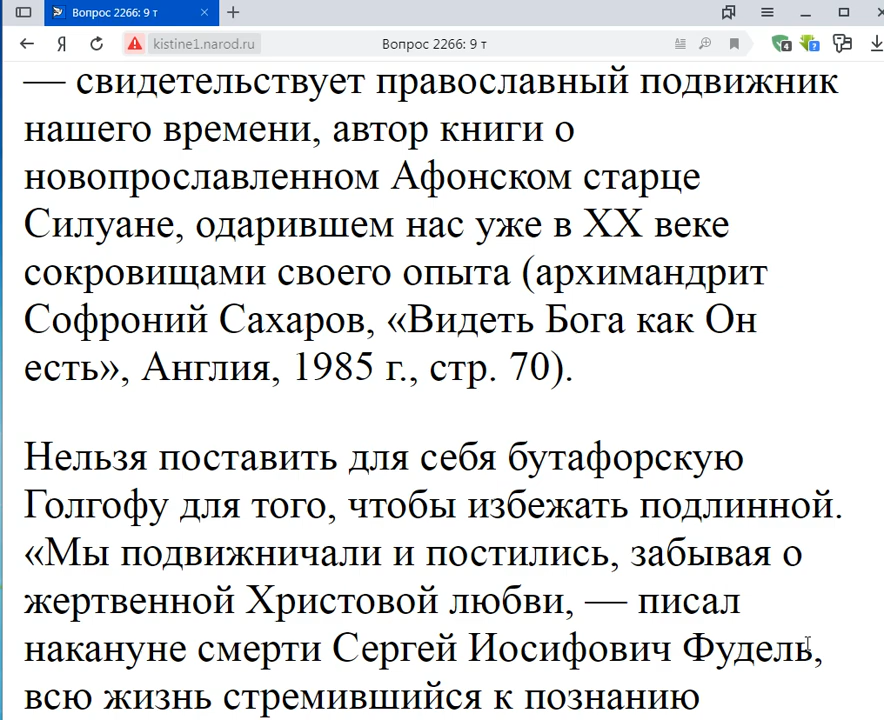 Вопрос 2266: 9 т
kistine1.narod.ru
Вопрос 2266: 9 т
— свидетельствует православный подвижник
нашего времени, автор книги о
новопрославленном Афонском старце
Силуане, одарившем нас уже в XX веке
сокровищами своего опыта (архимандрит
Софроний Сахаров, «Видеть Бога как Он
есть», Англия, 1985 г., стр. 70).
Нельзя поставить для себя бутафорскую
Голгофу для того, чтобы избежать подлинной.
«Мы подвижничали и постились, забывая о
жертвенной Христовой любви, — писал
накануне смерти Сергей Иосифович Фудель,
всю жизнь стремившийся к познанию